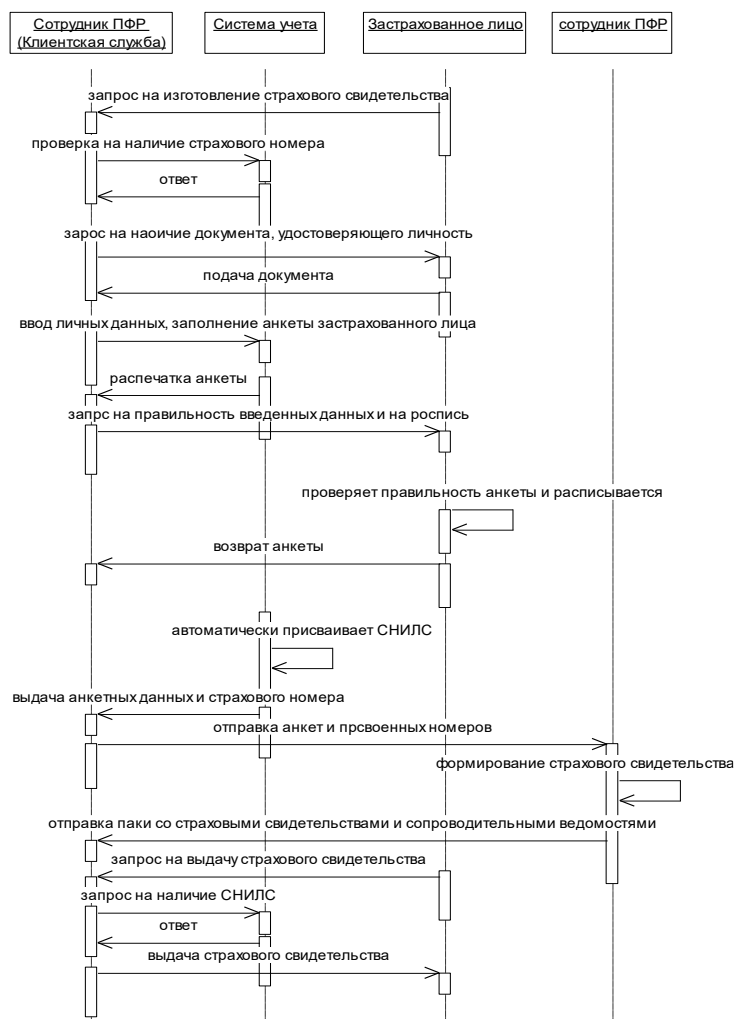 Сотрудник ПФР
(Клиентская служба)
Система учета
Застрахованное лицо
сотрудник ПФР
запрос на изготовление страхового свидетельства
проверка на наличие страхового номера
ответ
зарос на наоичие документа, удостоверяющего личность
подача документа
ввод личных данных, заполнение анкеты застрахованного лица
распечатка анкеты
запрс на правильность введенных данных и на роспись
проверяет правильность анкеты и расписывается
возврат анкеты
автоматически присваивает СНИЛС
выдача анкетных данных и страхового номера
отправка анкет и прсвоенных номеров
формирование страхового свидетельства
отправка паки со страховыми свидетельствами и сопроводительными ведомостями
запрос на выдачу страхового свидетельства
запрос на наличие СНИЛС
ответ
выдача страхового свидетельства